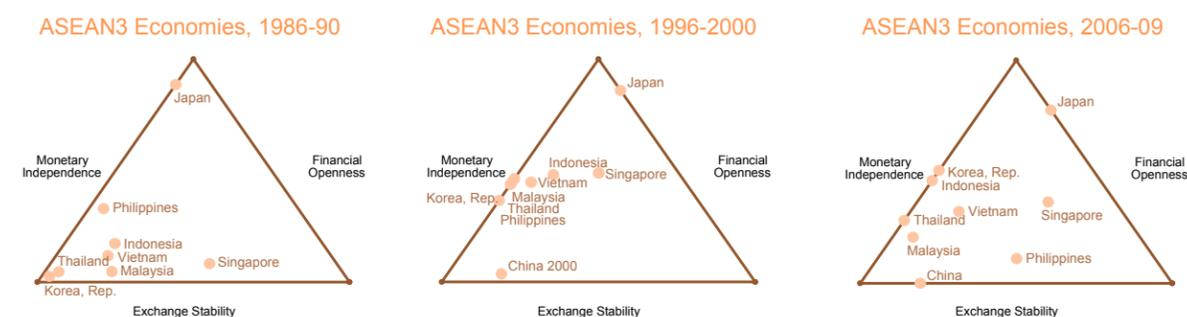 ASEAN3 Economies, 1986-90
Japan
Monetary
Independence
Financial
Openness
Philippines
Indonesia
Thailand
Vietnam
Malaysia
Singapore
Korea, Rep.
Exchange Stability
ASEAN3 Economies, 1996-2000
Japan
Monetary
Independence
Financial
Openness
Indonesia
Singapore
Vietnam
Korea, Rep.
Malaysia
Thailand
Philippines
China 2000
Exchange Stability
ASEAN3 Economies, 2006-09
Japan
Monetary
Independence
Financial
Openness
Korea, Rep.
Indonesia
Thailand
Vietnam
Singapore
Malaysia
Philippines
China
Exchange Stability